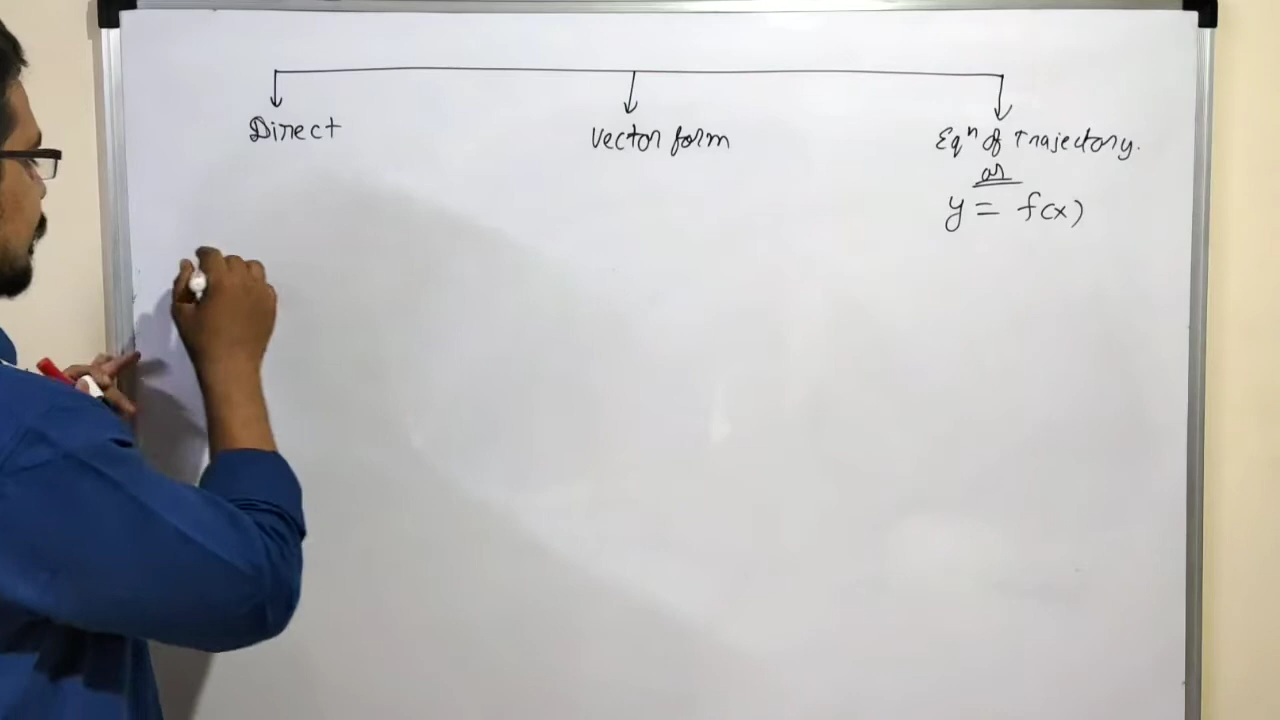 Direct
Vector form
Eqⁿ of Trajectory.
or
y = f(x)